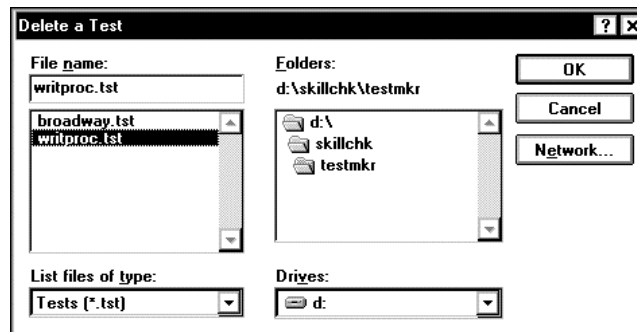 Delete a Test
File name:
writproc.tst
broadway.tst
writproc.tst
List files of type:
Tests (*.tst)
Folders:
d:\skillchk\testmkr
d:\
skillchk
testmkr
Drives:
d:
OK
Cancel
Network...